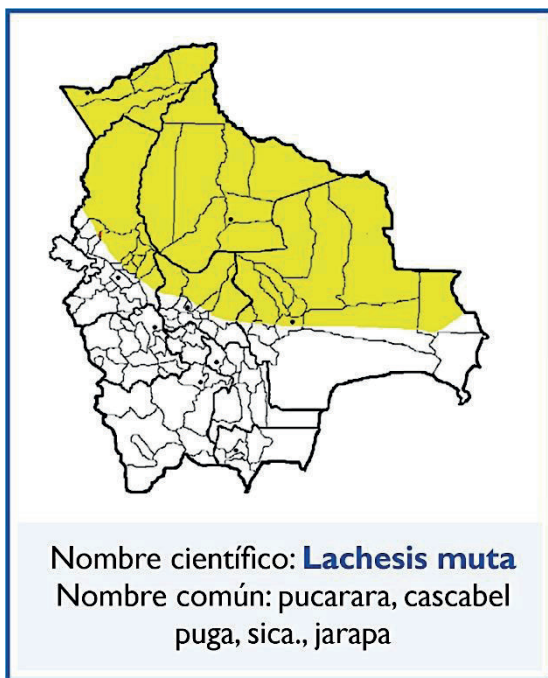 Nombre científico: Lachesis muta
Nombre común: pucarara, cascabel
puga, sica., jarapa